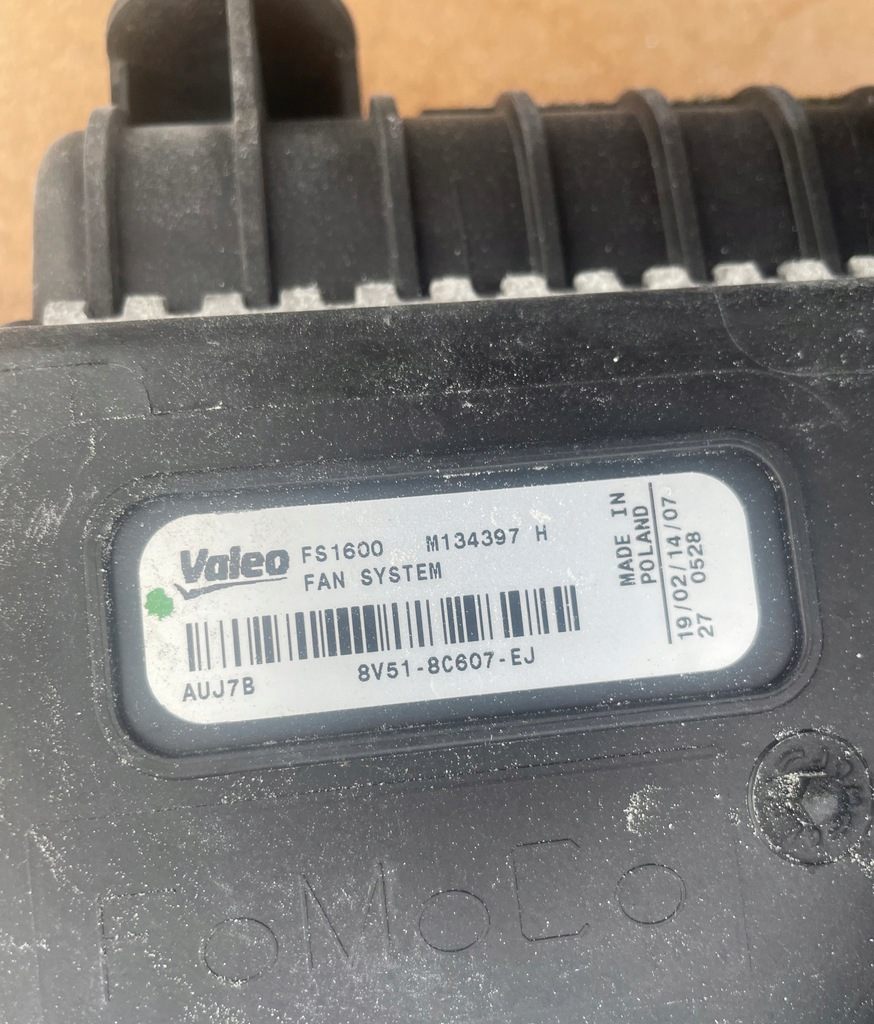 Valeo FS1600 M134397 H
FAN SYSTEM
8V51-8C607-EJ
AUJ7B
MADE IN
POLAND
19/02/14/07
27 0528
FoMoCo